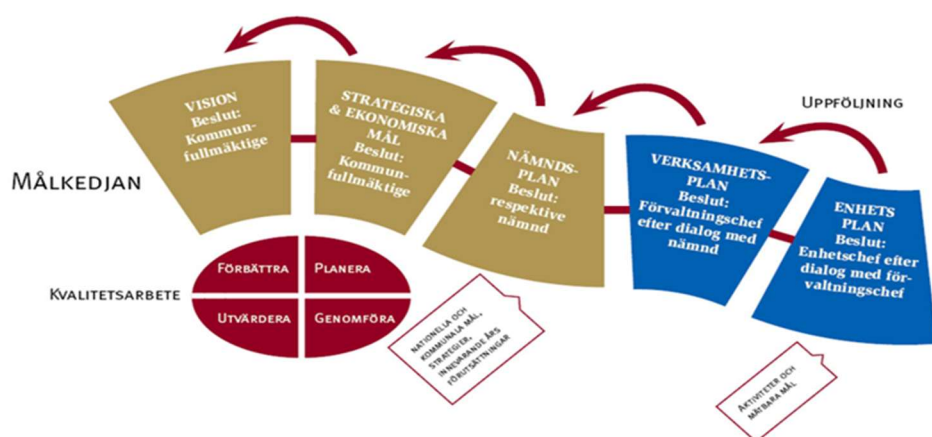 VISION
Beslut:
Kommun-
fullmäktige
STRATEGISKA
& EKONOMISKA
MÅL
Beslut:
Kommun-
fullmäktige
NÄMNDS-
PLAN
Beslut:
respektive
nämnd
VERKSAMHETS-
PLAN
Beslut:
Förvaltningschef
efter dialog med
nämnd
ENHETS
PLAN
Beslut:
Enhetschef efter
dialog med för-
valtningschef
UPPFÖLJNING
MÅLKEDJAN
KVALITETSARBETE
FÖRBÄTTRA
PLANERA
UTVÄRDERA
GENOMFÖRA
NATIONELLA OCH
KOMMUNALA MÅL,
STRATEGIER,
INNEVARANDE ÅRS
FÖRUTSÄTTNINGAR
AKTIVITETER OCH
MÄTBARA MÅL